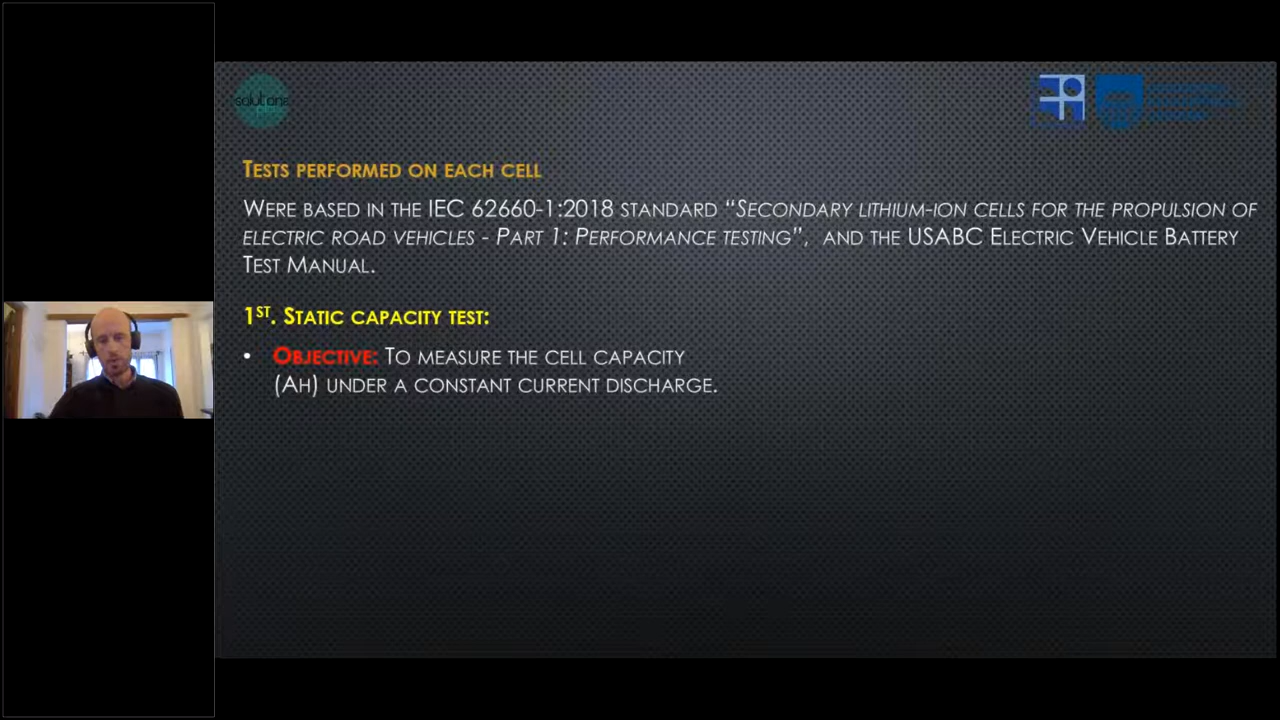 solutions
TESTS PERFORMED ON EACH CELL
WERE BASED IN THE IEC 62660-1:2018 STANDARD “SECONDARY LITHIUM-ION CELLS FOR THE PROPULSION OF
ELECTRIC ROAD VEHICLES - PART 1: PERFORMANCE TESTING”, AND THE USABC ELECTRIC VEHICLE BATTERY
TEST MANUAL.
1ST. STATIC CAPACITY TEST:
• OBJECTIVE: TO MEASURE THE CELL CAPACITY
(AH) UNDER A CONSTANT CURRENT DISCHARGE.